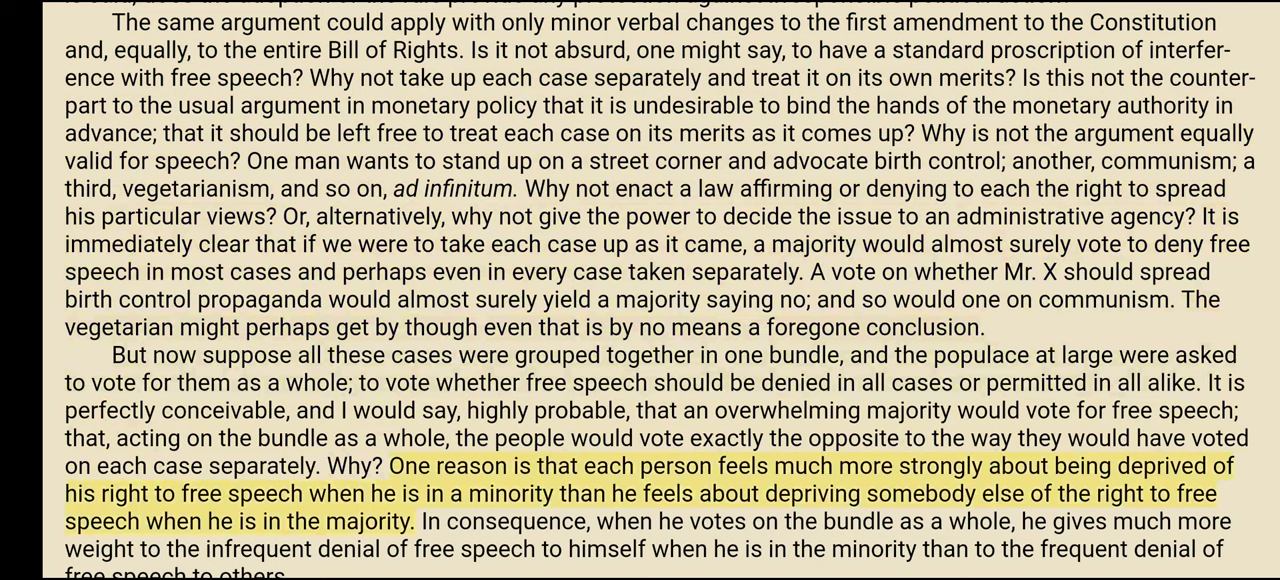 The same argument could apply with only minor verbal changes to the first amendment to the Constitution
and, equally, to the entire Bill of Rights. Is it not absurd, one might say, to have a standard proscription of interfer-
ence with free speech? Why not take up each case separately and treat it on its own merits? Is this not the counter-
part to the usual argument in monetary policy that it is undesirable to bind the hands of the monetary authority in
advance; that it should be left free to treat each case on its merits as it comes up? Why is not the argument equally
valid for speech? One man wants to stand up on a street corner and advocate birth control; another, communism; a
third, vegetarianism, and so on, ad infinitum. Why not enact a law affirming or denying to each the right to spread
his particular views? Or, alternatively, why not give the power to decide the issue to an administrative agency? It is
immediately clear that if we were to take each case up as it came, a majority would almost surely vote to deny free
speech in most cases and perhaps even in every case taken separately. A vote on whether Mr. X should spread
birth control propaganda would almost surely yield a majority saying no; and so would one on communism. The
vegetarian might perhaps get by though even that is by no means a foregone conclusion.
But now suppose all these cases were grouped together in one bundle, and the populace at large were asked
to vote for them as a whole; to vote whether free speech should be denied in all cases or permitted in all alike. It is
perfectly conceivable, and I would say, highly probable, that an overwhelming majority would vote for free speech;
that, acting on the bundle as a whole, the people would vote exactly the opposite to the way they would have voted
on each case separately. Why? One reason is that each person feels much more strongly about being deprived of
his right to free speech when he is in a minority than he feels about depriving somebody else of the right to free
speech when he is in the majority. In consequence, when he votes on the bundle as a whole, he gives much more
weight to the infrequent denial of free speech to himself when he is in the minority than to the frequent denial of
free speech to others.